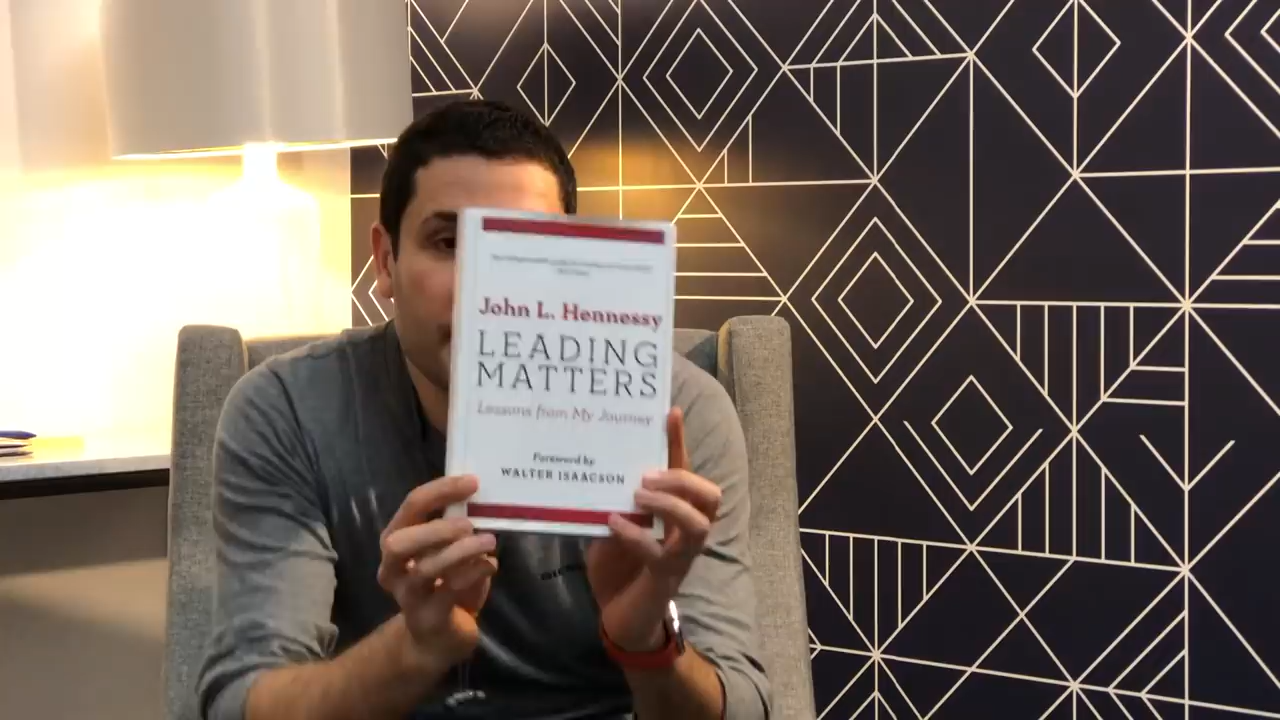 John L. Hennessy
LEADING
MATTERS
Lessons from My Journey
Foreword by
WALTER ISAACSON